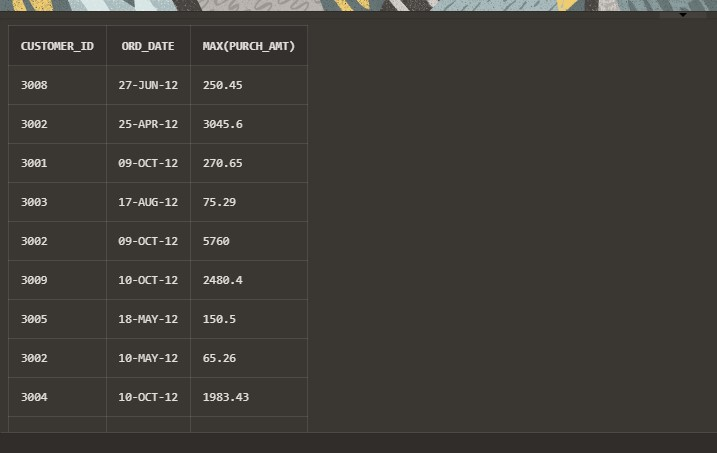 CUSTOMER_ID ORD_DATE MAX(PURCH_AMT)
3008 27-JUN-12 250.45
3002 25-APR-12 3045.6
3001 09-OCT-12 270.65
3003 17-AUG-12 75.29
3002 09-OCT-12 5760
3009 10-OCT-12 2480.4
3005 18-MAY-12 150.5
3002 10-MAY-12 65.26
3004 10-OCT-12 1983.43